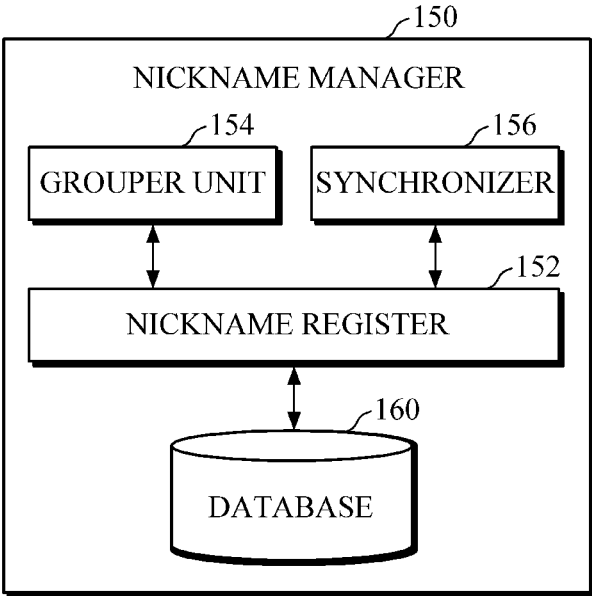 150
NICKNAME MANAGER
154
156
GROUPER UNIT
SYNCHRONIZER
152
NICKNAME REGISTER
160
DATABASE